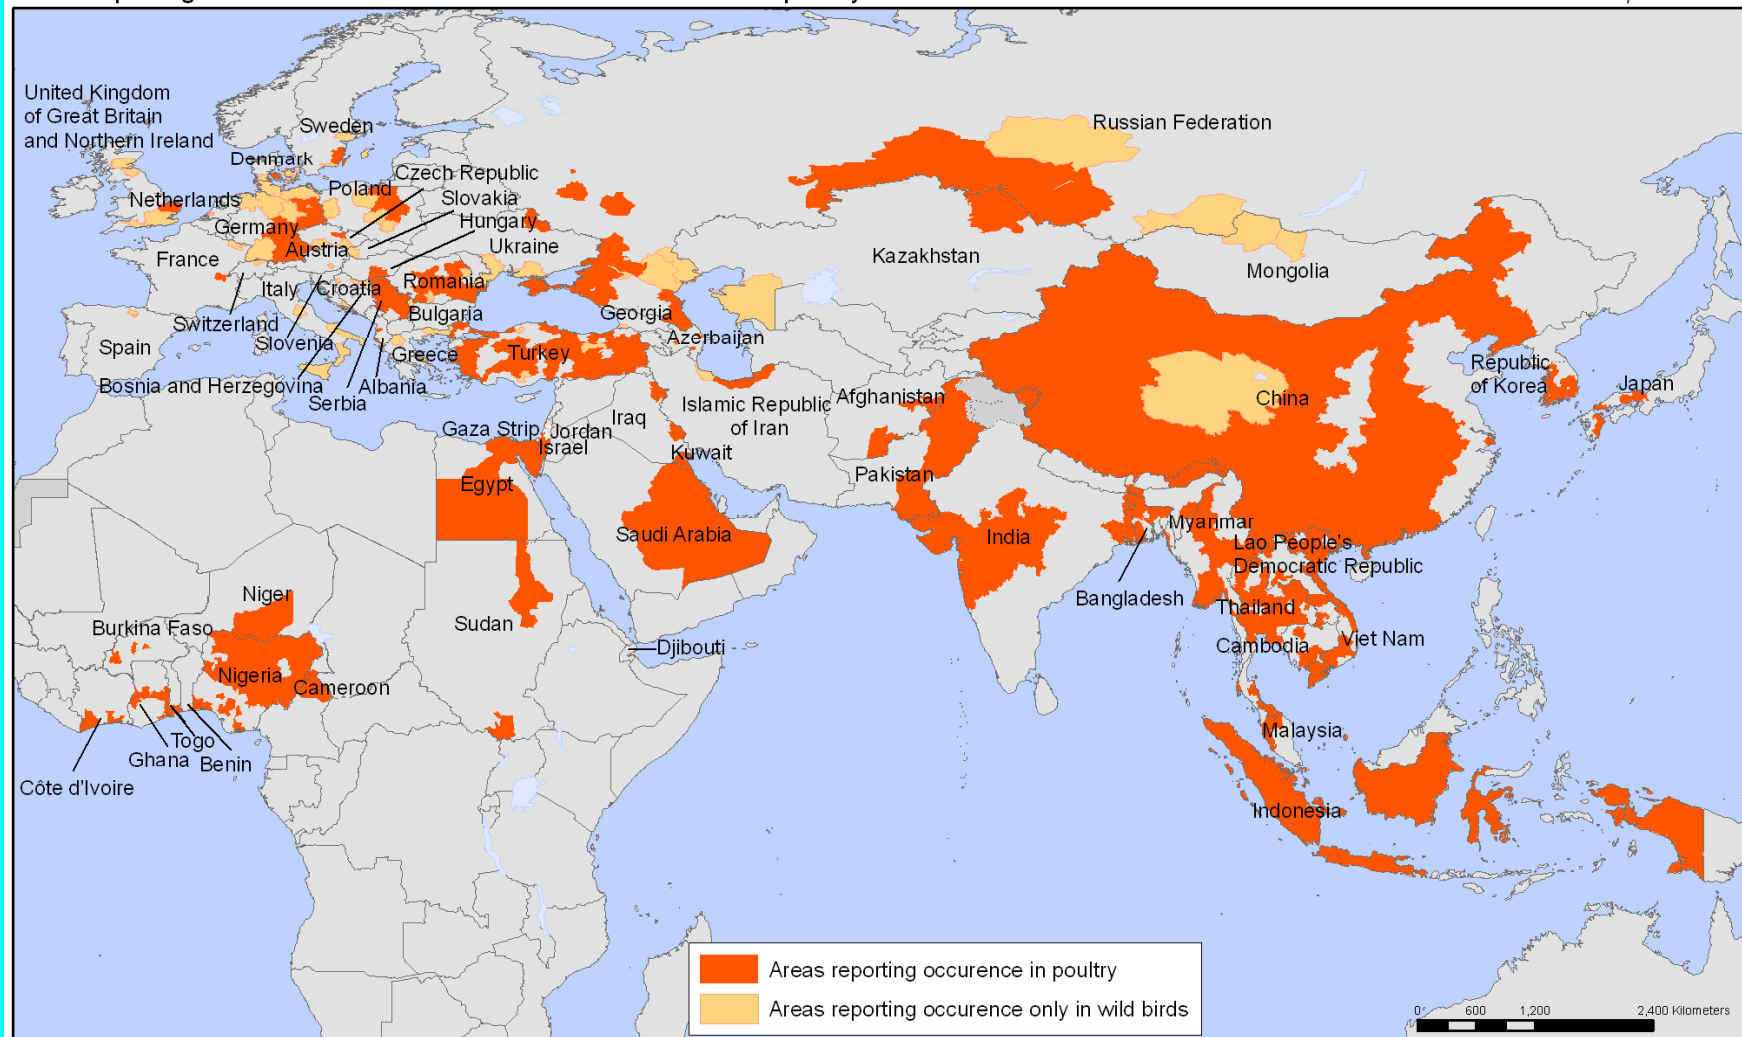 United Kingdom
of Great Britain
and Northern Ireland
Sweden
Russian Federation
Denmark
Czech Republic
Poland
Slovakia
Netherlands
Hungary
Germany
Ukraine
Austria
France
Kazakhstan
Mongolia
Italy
Croatia
Romania
Switzerland
Bulgaria
Georgia
Slovenia
Azerbaijan
Spain
Greece
Turkey
Bosnia and Herzegovina
Albania
Serbia
Republic
of Korea
Japan
China
Afghanistan
Islamic Republic
of Iran
Iraq
Gaza Strip
Jordan
Israel
Kuwait
Pakistan
Egypt
Saudi Arabia
India
Myanmar
Lao People's
Democratic Republic
Bangladesh
Thailand
Viet Nam
Cambodia
Niger
Burkina Faso
Sudan
Djibouti
Nigeria
Cameroon
Malaysia
Togo
Ghana
Benin
Côte d'Ivoire
Indonesia
Areas reporting occurence in poultry
Areas reporting occurence only in wild birds
0 600 1,200 2,400 Kilometers